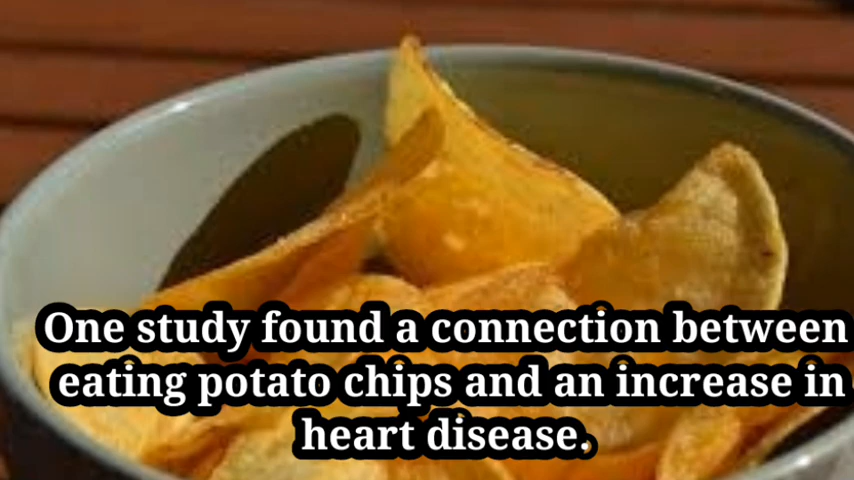 One study found a connection between
eating potato chips and an increase in
heart disease.